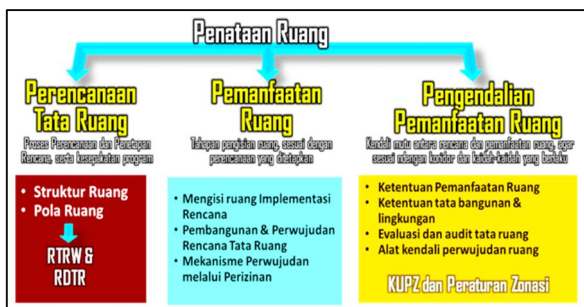 Penataan Ruang
Perencanaan
Tata Ruang
Proses Perencanaan dan Penetapan
Rencana, serta kesepakatan program
Struktur Ruang
Pola Ruang
RTRW &
RDTR
Pemanfaatan
Ruang
Tahapan pengisian ruang, sesuai dengan
perencanaan yang ditetapkan
Mengisi ruang Implementasi
Rencana
Pembangunan & Perwujudan
Rencana Tata Ruang
Mekanisme Perwujudan
melalui Perizinan
Pengendalian
Pemanfaatan Ruang
Kendali mutu antara rencana dan pemanfaatan ruang, agar
sesuai ndengan koridor dan kaidah-kaidah yang berlaku
Ketentuan Pemanfaatan Ruang
Ketentuan tata bangunan &
lingkungan
Evaluasi dan audit tata ruang
Alat kendali perwujudan ruang
KUPZ dan Peraturan Zonasi